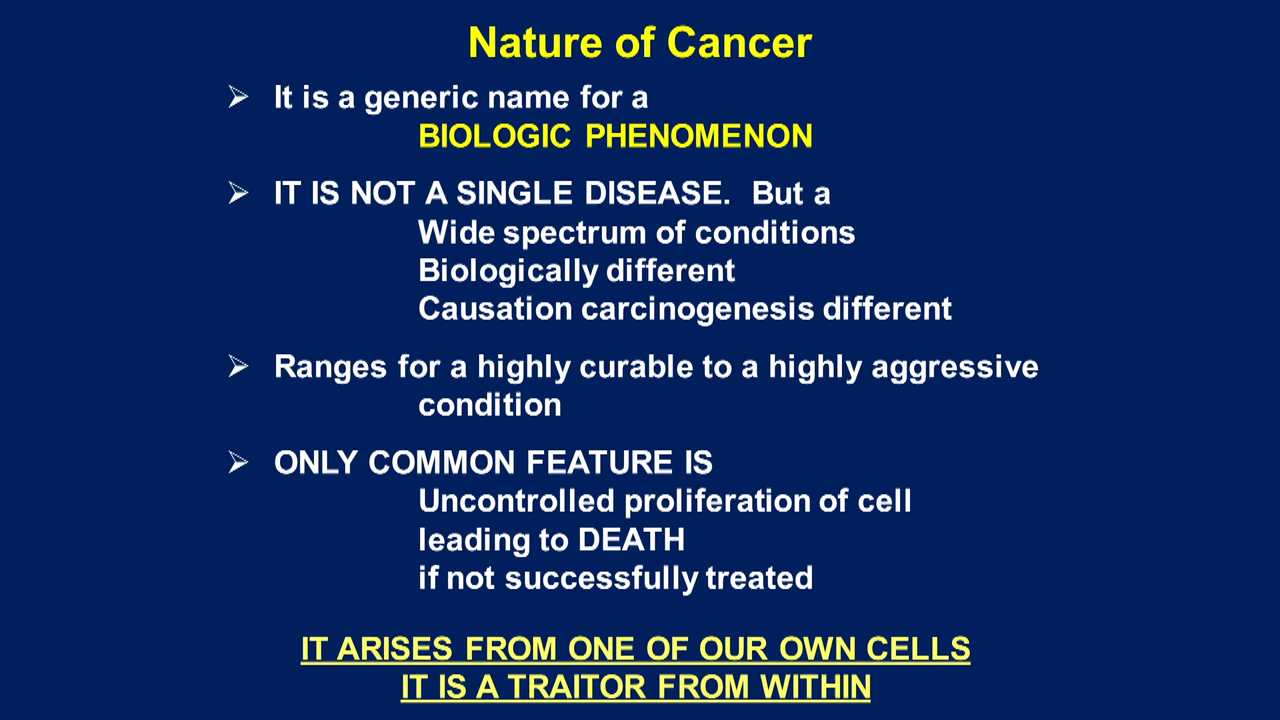 Nature of Cancer
➢ It is a generic name for a
BIOLOGIC PHENOMENON
➢ IT IS NOT A SINGLE DISEASE. But a
Wide spectrum of conditions
Biologically different
Causation carcinogenesis different
➢ Ranges for a highly curable to a highly aggressive
condition
➢ ONLY COMMON FEATURE IS
Uncontrolled proliferation of cell
leading to DEATH
if not successfully treated
IT ARISES FROM ONE OF OUR OWN CELLS
IT IS A TRAITOR FROM WITHIN